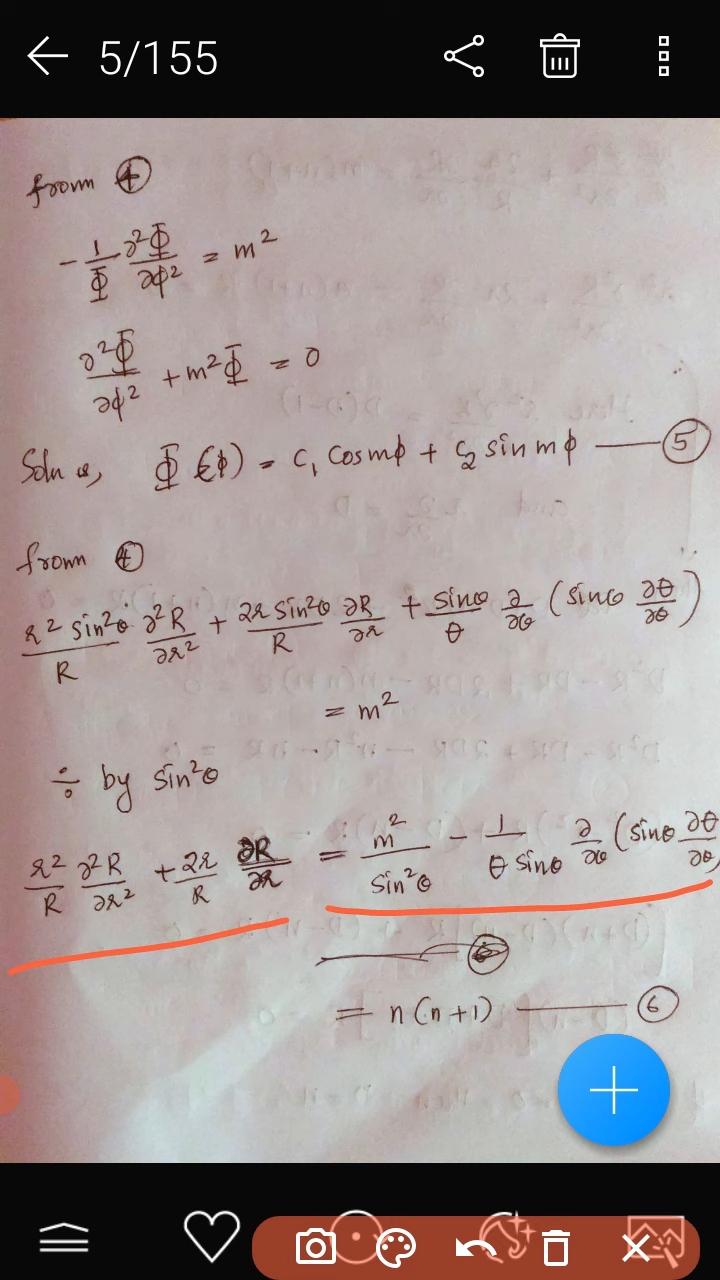 5/155
from ④
- 1/Φ ∂²Φ/∂ϕ² = m²
∂²Φ/∂ϕ² + m²Φ = 0
Soln is, Φ(ϕ) = C₁ Cos mϕ + C₂ sin mϕ —— ⑤
from ④
r² sin²θ/R ∂²R/∂r² + 2r sin²θ/R ∂R/∂r + sinθ/θ ∂/∂θ (sinθ ∂θ/∂θ)
= m²
÷ by sin²θ
r²/R ∂²R/∂r² + 2r/R ∂R/∂r = m²/sin²θ - 1/θ sinθ ∂/∂θ (sinθ ∂θ/∂θ)
= n(n+1) —— ⑥